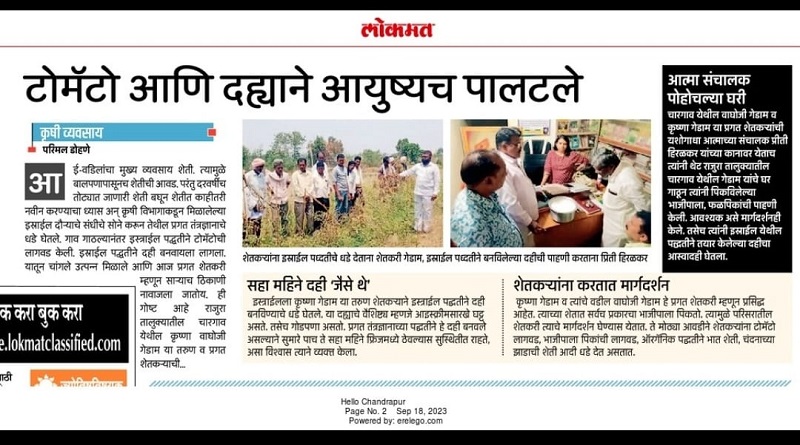 लोकमत
टोमॅटो आणि दह्याने आयुष्यच पालटले
कृषी व्यवसाय
परिमल डोहणे
आई-वडिलांचा मुख्य व्यवसाय शेती. त्यामुळे
बालपणापासूनच शेतीची आवड. परंतु दरवर्षीच
तोट्यात जाणारी शेती बघून शेतीत काहीतरी
नवीन करण्याचा ध्यास अन् कृषी विभागाकडून मिळालेल्या
इस्राईल दौऱ्याचे संधीचे सोने करून तेथील प्रगत तंत्रज्ञानाचे
धडे घेतले. गाव गाठल्यानंतर इस्त्राईल पद्धतीने टोमॅटोची
लागवड केली. इस्राईल पद्धतीने दही बनवायला लागला.
यातून चांगले उत्पन्न मिळाले आणि आज प्रगत शेतकरी
म्हणून साऱ्याच ठिकाणी
नावाजला जातोय. ही
गोष्ट आहे राजुरा
तालुक्यातील चारगाव
येथील कृष्णा वाघोजी
गेडाम या तरुण व प्रगत
शेतकऱ्याची...
क करा बुक करा
e.lokmatclassified.com
शेतकऱ्यांना इस्राईल पध्दतीचे धडे देताना शेतकरी गेडाम, इस्राईल पध्दतीने बनविलेल्या दहीची पाहणी करताना प्रिती हिरळकर
सहा महिने दही ‘जैसे थे’
इस्राईलला कृष्णा गेडाम या तरुण शेतकऱ्याने इस्राईल पद्धतीने दही
बनविण्याचे धडे घेतले. या दह्याचे वैशिष्ट्य म्हणजे आइस्क्रीमसारखे घट्ट
असते. तसेच गोडपणा असतो. प्रगत तंत्रज्ञानाच्या पद्धतीने हे दही बनवले
असल्याने सुमारे पाच ते सहा महिने फ्रिजमध्ये ठेवल्यास सुस्थितीत राहते,
असा विश्वास त्याने व्यक्त केला.
शेतकऱ्यांना करतात मार्गदर्शन
कृष्णा गेडाम व त्यांचे वडील वाघोजी गेडाम हे प्रगत शेतकरी म्हणून प्रसिद्ध
आहेत. त्याच्या शेतात सर्वच प्रकारचा भाजीपाला पिकतो. त्यामुळे परिसरातील
शेतकरी त्याचे मार्गदर्शन घेण्यास येतात. ते मोठ्या आवडीने शेतकऱ्यांना टोमॅटो
लागवड, भाजीपाला पिकांची लागवड, ऑरगॅनिक पद्धतीने भात शेती, चंदनाच्या
झाडाची शेती आदी धडे देत असतात.
आत्मा संचालक
पोहोचल्या घरी
चारगाव येथील वाघोजी गेडाम व
कृष्णा गेडाम या प्रगत शेतकऱ्यांची
यशोगाधा आत्माच्या संचालक प्रीती
हिरळकर यांच्या कानावर येताच
त्यांनी थेट राजुरा तालुक्यातील
चारगाव येथील गेडाम यांचे घर
गाठून त्यांनी पिकविलेल्या
भाजीपाला, फळपिकांची पाहणी
केली. आवश्यक असे मार्गदर्शनही
केले. तसेच त्यांनी इस्राईल येथील
पद्धतीने तयार केलेल्या दहीचा
आस्वादही घेतला.
Hello Chandrapur
Page No. 2 Sep 18, 2023
Powered by: erelego.com